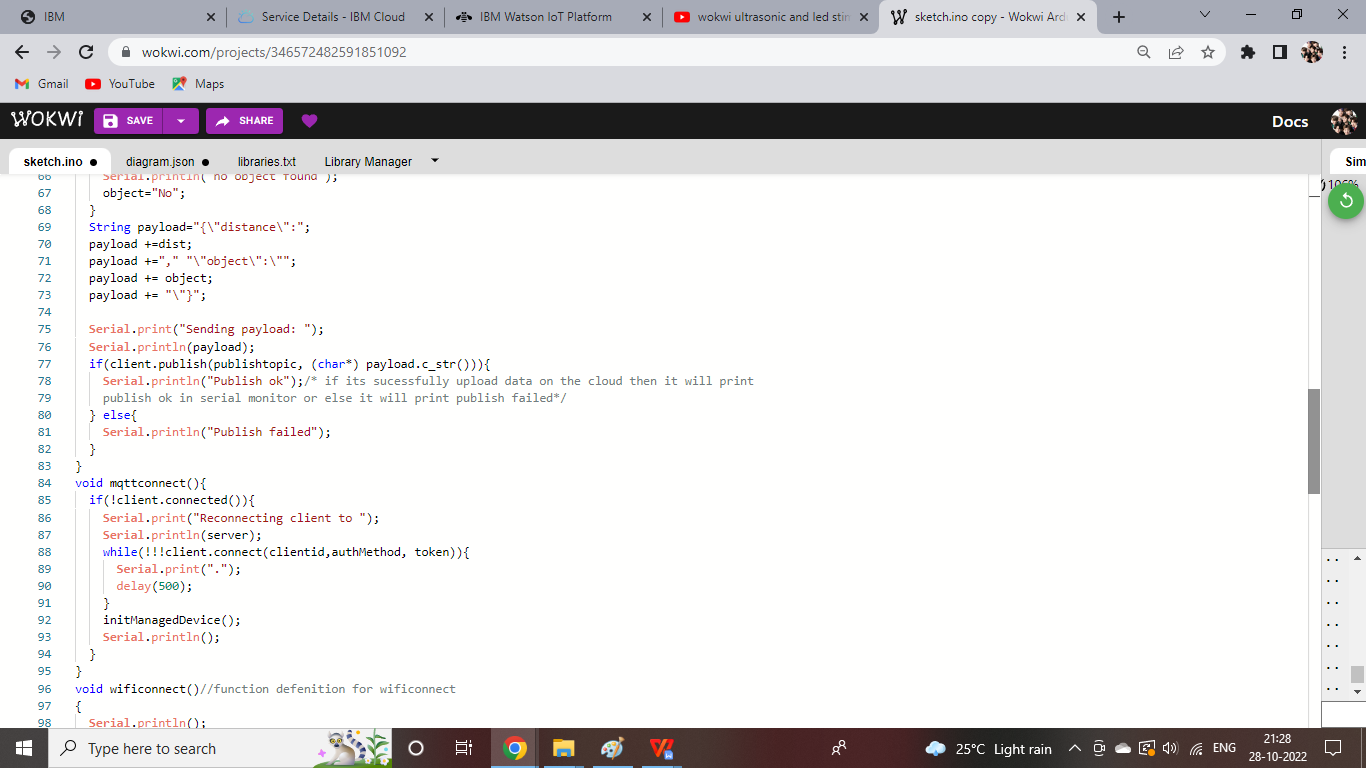 IBM
Service Details - IBM Cloud
IBM Watson IoT Platform
wokwi ultrasonic and led stim
sketch.ino copy - Wokwi Ard
wokwi.com/projects/346572482591851092
Gmail
YouTube
Maps
WOKWi
SAVE
SHARE
Docs
sketch.ino
diagram.json
libraries.txt
Library Manager
Sim
106%
66 Serial.println("no object found");
67 object="No";
68 }
69 String payload="{\"distance\":";
70 payload +=dist;
71 payload +="," "\"object\":\"";
72 payload += object;
73 payload += "\"}";
74
75 Serial.print("Sending payload: ");
76 Serial.println(payload);
77 if(client.publish(publishtopic, (char*) payload.c_str())){
78 Serial.println("Publish ok");/* if its sucessfully upload data on the cloud then it will print
79 publish ok in serial monitor or else it will print publish failed*/
80 } else{
81 Serial.println("Publish failed");
82 }
83 }
84 void mqttconnect(){
85 if(!client.connected()){
86 Serial.print("Reconnecting client to ");
87 Serial.println(server);
88 while(!!!client.connect(clientid,authMethod, token)){
89 Serial.print(".");
90 delay(500);
91 }
92 initManagedDevice();
93 Serial.println();
94 }
95 }
96 void wificonnect()//function defenition for wificonnect
97 {
98 Serial.println();
..
..
..
..
..
..
..
Type here to search
25°C Light rain
ENG
21:28
28-10-2022